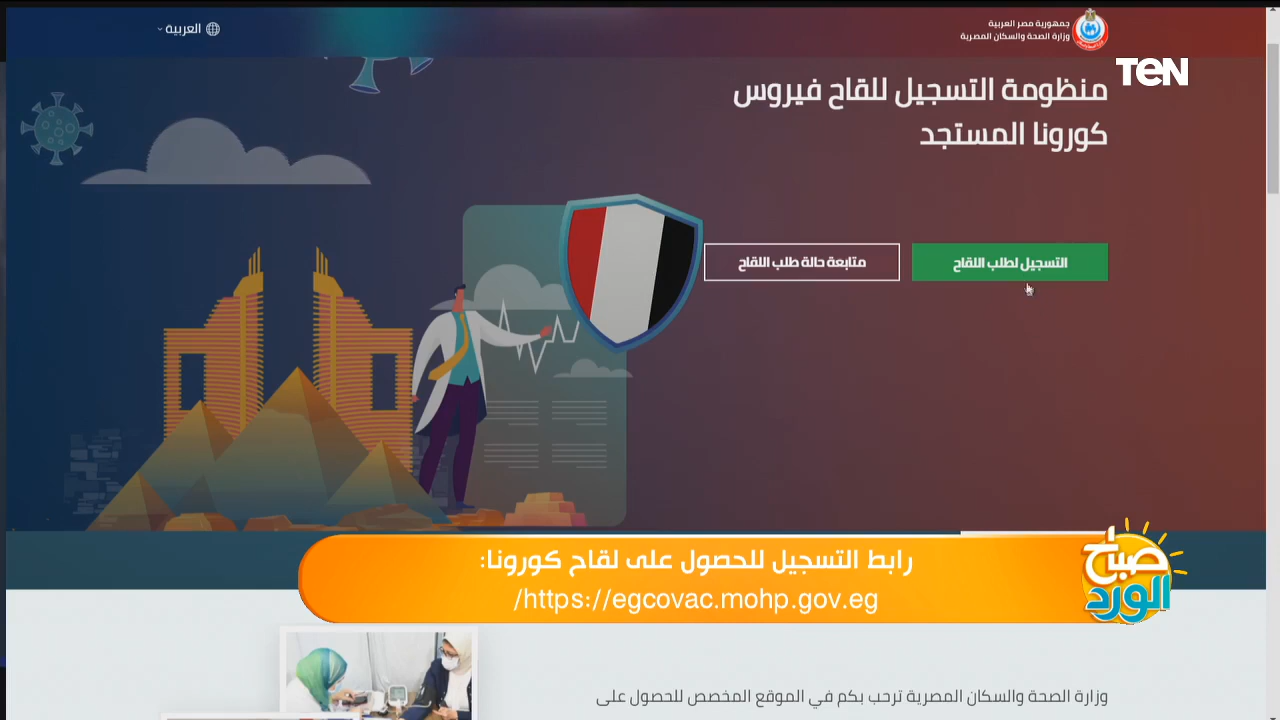 العربية
جمهورية مصر العربية
وزارة الصحة والسكان المصرية
TEN
منظومة التسجيل للقاح فيروس
كورونا المستجد
التسجيل لطلب اللقاح
متابعة حالة طلب اللقاح
رابط التسجيل للحصول على لقاح كورونا:
/https://egcovac.mohp.gov.eg
صباح
الورد
وزارة الصحة والسكان المصرية ترحب بكم في الموقع المخصص للحصول على